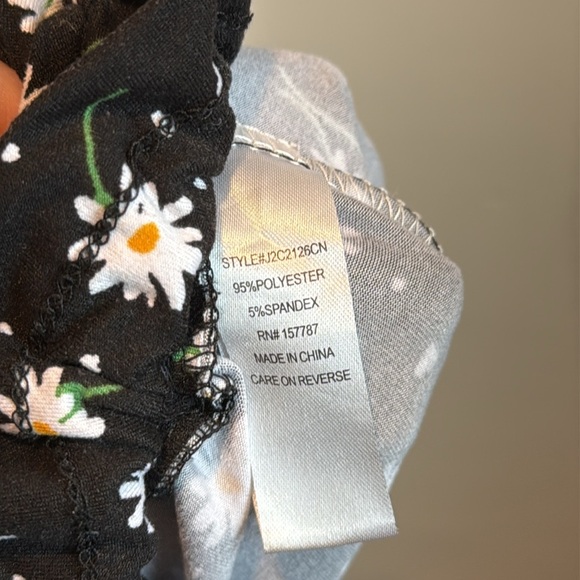 STYLE#J2C2126CN
95%POLYESTER
5%SPANDEX
RN# 157787
MADE IN CHINA
CARE ON REVERSE